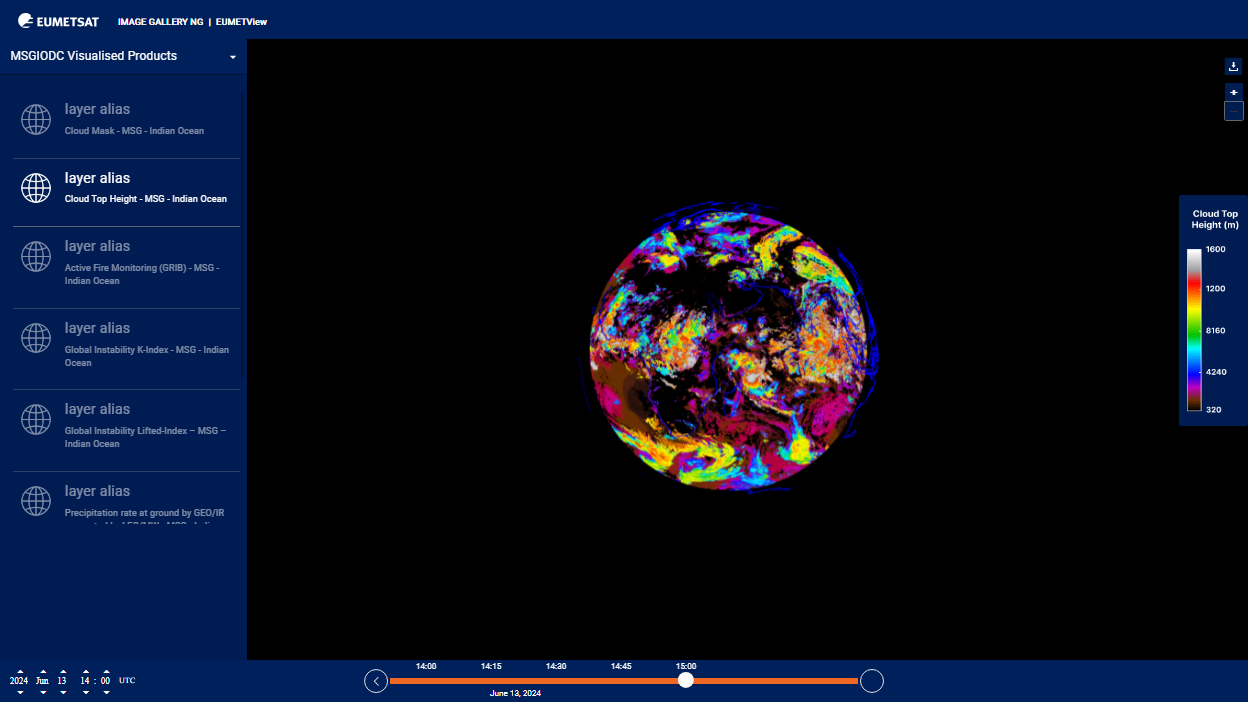 EUMETSAT
IMAGE GALLERY NG | EUMETView
MSGIODC Visualised Products
layer alias
Cloud Mask - MSG - Indian Ocean
layer alias
Cloud Top Height - MSG - Indian Ocean
layer alias
Active Fire Monitoring (GRIB) - MSG -
Indian Ocean
layer alias
Global Instability K-Index - MSG - Indian
Ocean
layer alias
Global Instability Lifted-Index – MSG –
Indian Ocean
layer alias
Precipitation rate at ground by GEO/IR
Cloud Top
Height (m)
1600
1200
8160
4240
320
2024 Jun 13 14 : 00 UTC
14:00 14:15 14:30 14:45 15:00
June 13, 2024